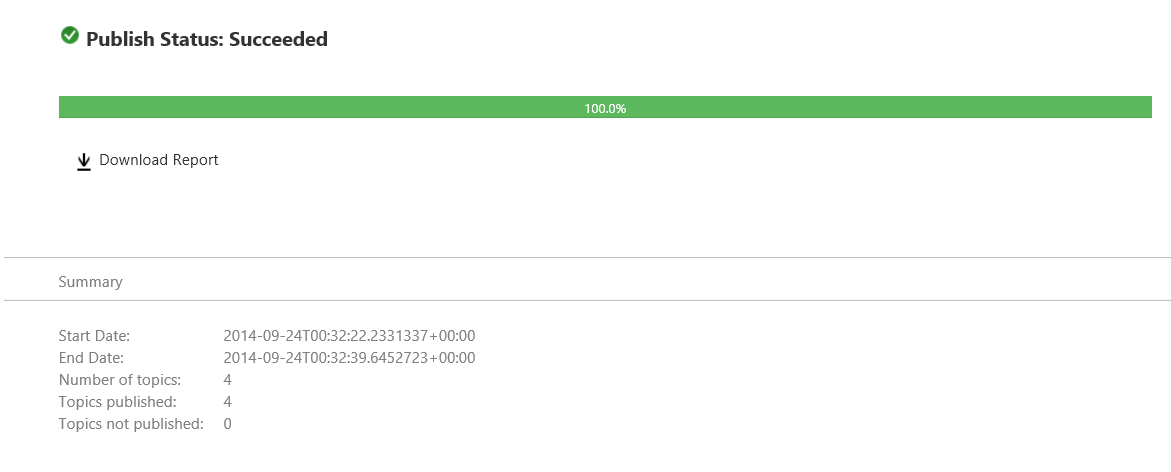 Publish Status: Succeeded
100.0%
Download Report
Summary
Start Date: 2014-09-24T00:32:22.2331337+00:00
End Date: 2014-09-24T00:32:39.6452723+00:00
Number of topics: 4
Topics published: 4
Topics not published: 0